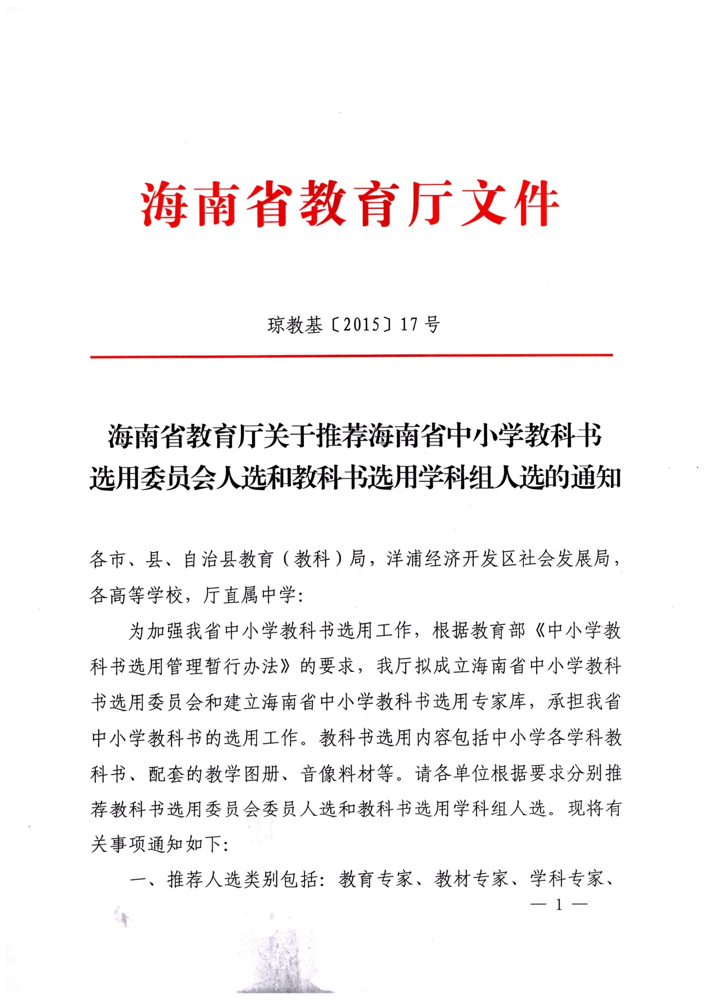 海南省教育厅文件
琼教基〔2015〕17号
海南省教育厅关于推荐海南省中小学教科书
选用委员会人选和教科书选用学科组人选的通知
各市、县、自治县教育（教科）局，洋浦经济开发区社会发展局，
各高等学校，厅直属中学：
为加强我省中小学教科书选用工作，根据教育部《中小学教
科书选用管理暂行办法》的要求，我厅拟成立海南省中小学教科
书选用委员会和建立海南省中小学教科书选用专家库，承担我省
中小学教科书的选用工作。教科书选用内容包括中小学各学科教
科书、配套的教学图册、音像料材等。请各单位根据要求分别推
荐教科书选用委员会委员人选和教科书选用学科组人选。现将有
关事项通知如下：
一、推荐人选类别包括：教育专家、教材专家、学科专家、
— 1 —